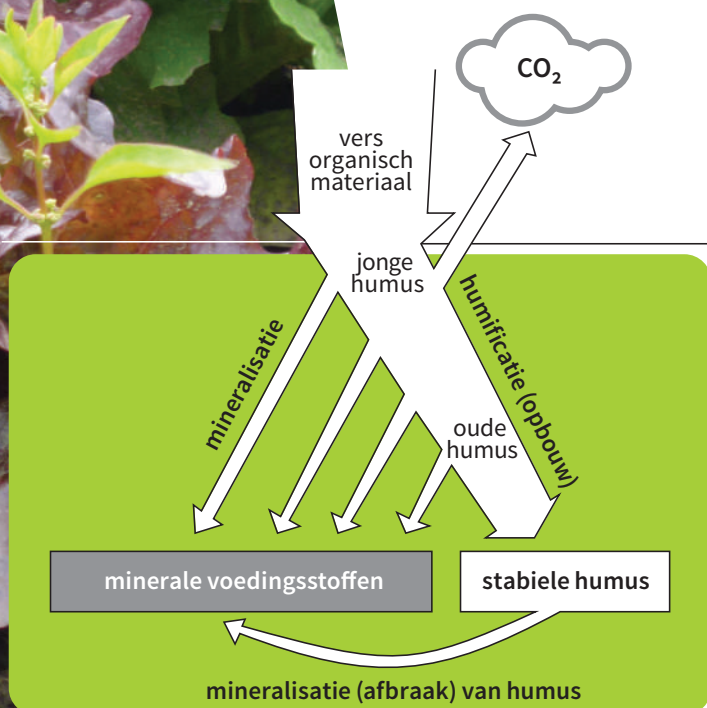 CO₂
vers
organisch
materiaal
jonge
humus
mineralisatie
humificatie (opbouw)
oude
humus
minerale voedingsstoffen
stabiele humus
mineralisatie (afbraak) van humus